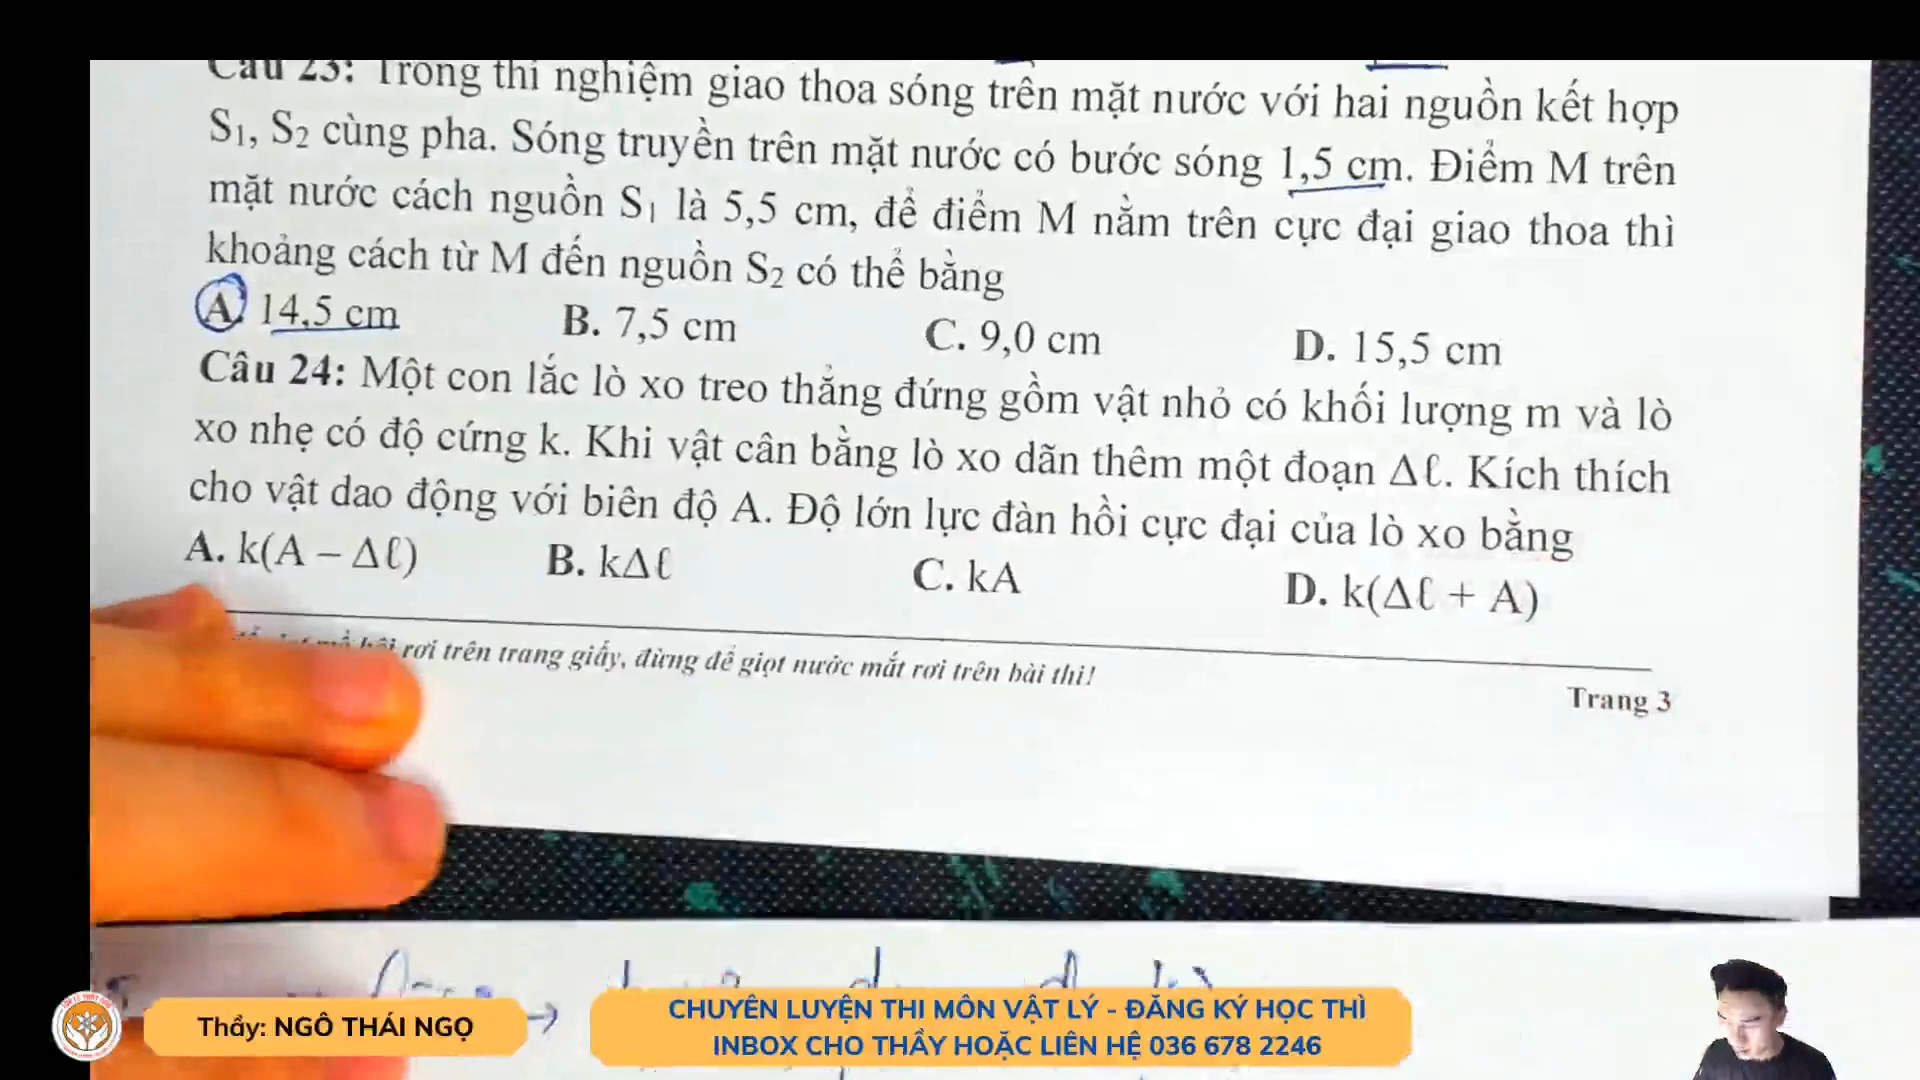 Câu 23: Trong thí nghiệm giao thoa sóng trên mặt nước với hai nguồn kết hợp
S₁, S₂ cùng pha. Sóng truyền trên mặt nước có bước sóng 1,5 cm. Điểm M trên
mặt nước cách nguồn S₁ là 5,5 cm, để điểm M nằm trên cực đại giao thoa thì
khoảng cách từ M đến nguồn S₂ có thể bằng
A. 14,5 cm B. 7,5 cm C. 9,0 cm D. 15,5 cm
Câu 24: Một con lắc lò xo treo thẳng đứng gồm vật nhỏ có khối lượng m và lò
xo nhẹ có độ cứng k. Khi vật cân bằng lò xo dãn thêm một đoạn Δℓ. Kích thích
cho vật dao động với biên độ A. Độ lớn lực đàn hồi cực đại của lò xo bằng
A. k(A – Δℓ) B. kΔℓ C. kA D. k(Δℓ + A)
rơi trên trang giấy, đừng để giọt nước mắt rơi trên bài thi!
Trang 3
Thầy: NGÔ THÁI NGỌ
CHUYÊN LUYỆN THI MÔN VẬT LÝ - ĐĂNG KÝ HỌC THÌ
INBOX CHO THẦY HOẶC LIÊN HỆ 036 678 2246